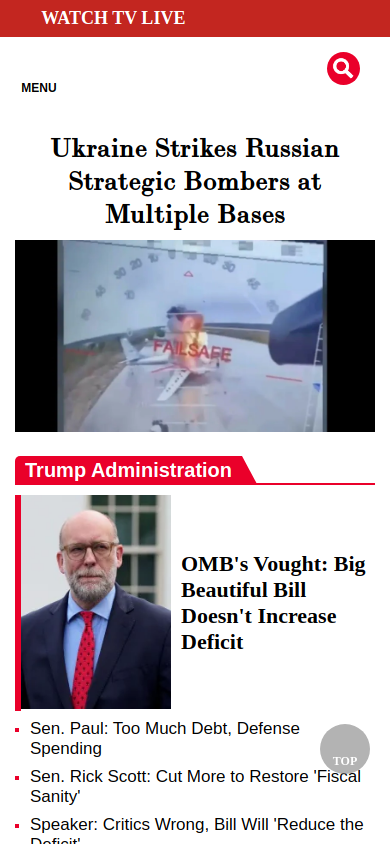 WATCH TV LIVE
MENU
Ukraine Strikes Russian
Strategic Bombers at
Multiple Bases
FAILSAFE
Trump Administration
OMB's Vought: Big
Beautiful Bill
Doesn't Increase
Deficit
Sen. Paul: Too Much Debt, Defense
Spending
TOP
Sen. Rick Scott: Cut More to Restore 'Fiscal
Sanity'
Speaker: Critics Wrong, Bill Will 'Reduce the
Deficit'